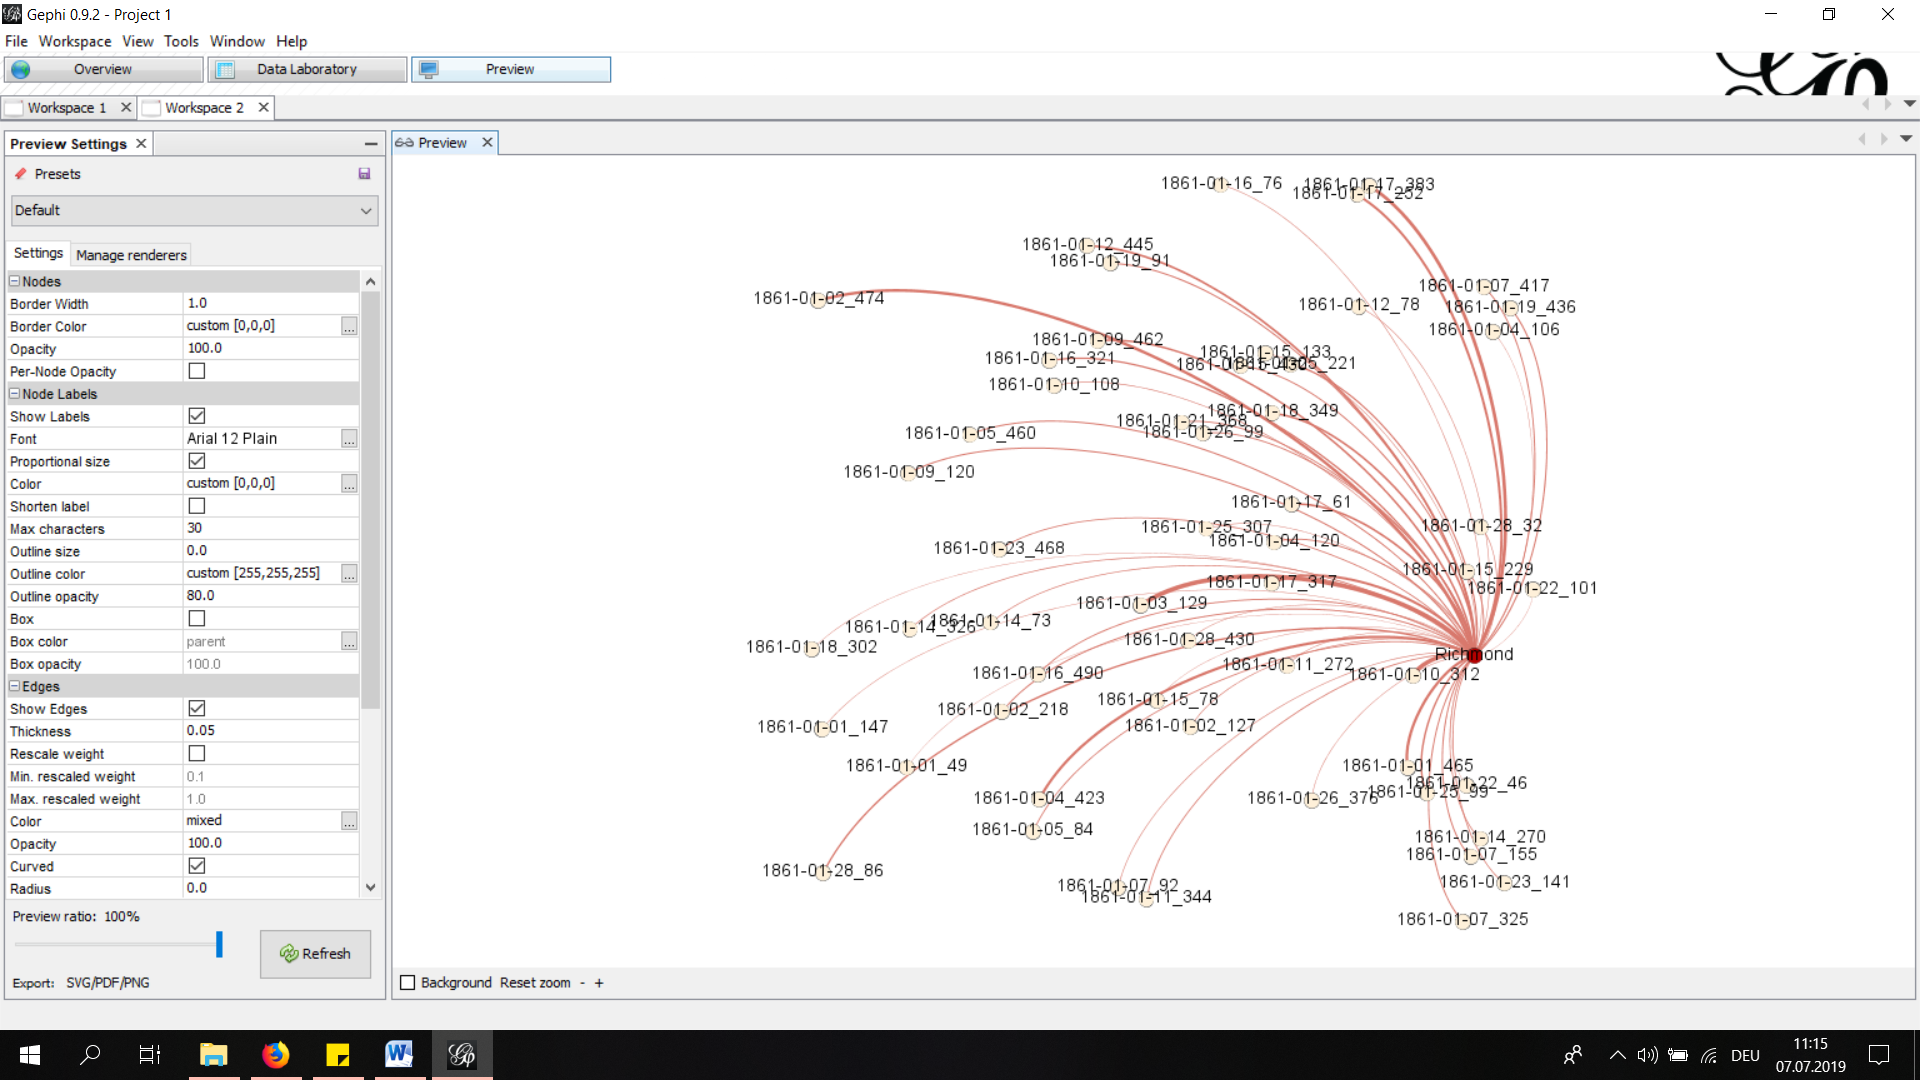 Gephi 0.9.2 - Project 1
File Workspace View Tools Window Help
Overview Data Laboratory Preview
Workspace 1 Workspace 2
Preview Settings
Presets
Default
Settings Manage renderers
Nodes
Border Width 1.0
Border Color custom [0,0,0] ...
Opacity 100.0
Per-Node Opacity
Node Labels
Show Labels
Font Arial 12 Plain ...
Proportional size
Color custom [0,0,0] ...
Shorten label
Max characters 30
Outline size 0.0
Outline color custom [255,255,255] ...
Outline opacity 80.0
Box
Box color parent ...
Box opacity 100.0
Edges
Show Edges
Thickness 0.05
Rescale weight
Min. rescaled weight 0.1
Max. rescaled weight 1.0
Color mixed ...
Opacity 100.0
Curved
Radius 0.0
Preview ratio: 100%
Refresh
Export: SVG/PDF/PNG
Preview
1861-01-16_76
1861-01-17_383
1861-01-17_252
1861-01-12_445
1861-01-19_91
1861-01-02_474
1861-01-07_417
1861-01-12_78
1861-01-19_436
1861-01-04_106
1861-01-09_462
1861-01-16_321
1861-01-15_133
1861-01-10_108
1861-01-18_349
1861-01-21_368
1861-01-26_99
1861-01-05_460
1861-01-09_120
1861-01-17_61
1861-01-25_307
1861-01-28_32
1861-01-04_120
1861-01-23_468
1861-01-15_229
1861-01-17_317
1861-01-22_101
1861-01-03_129
1861-01-14_73
1861-01-14_326
1861-01-28_430
1861-01-18_302
Richmond
1861-01-11_272
1861-01-16_490
1861-01-10_312
1861-01-15_78
1861-01-02_218
1861-01-01_147
1861-01-02_127
1861-01-01_49
1861-01-01_465
1861-01-22_46
1861-01-25_99
1861-01-04_423
1861-01-26_376
1861-01-05_84
1861-01-14_270
1861-01-07_155
1861-01-28_86
1861-01-23_141
1861-01-07_92
1861-01-11_344
1861-01-07_325
Background Reset zoom - +
DEU
11:15
07.07.2019